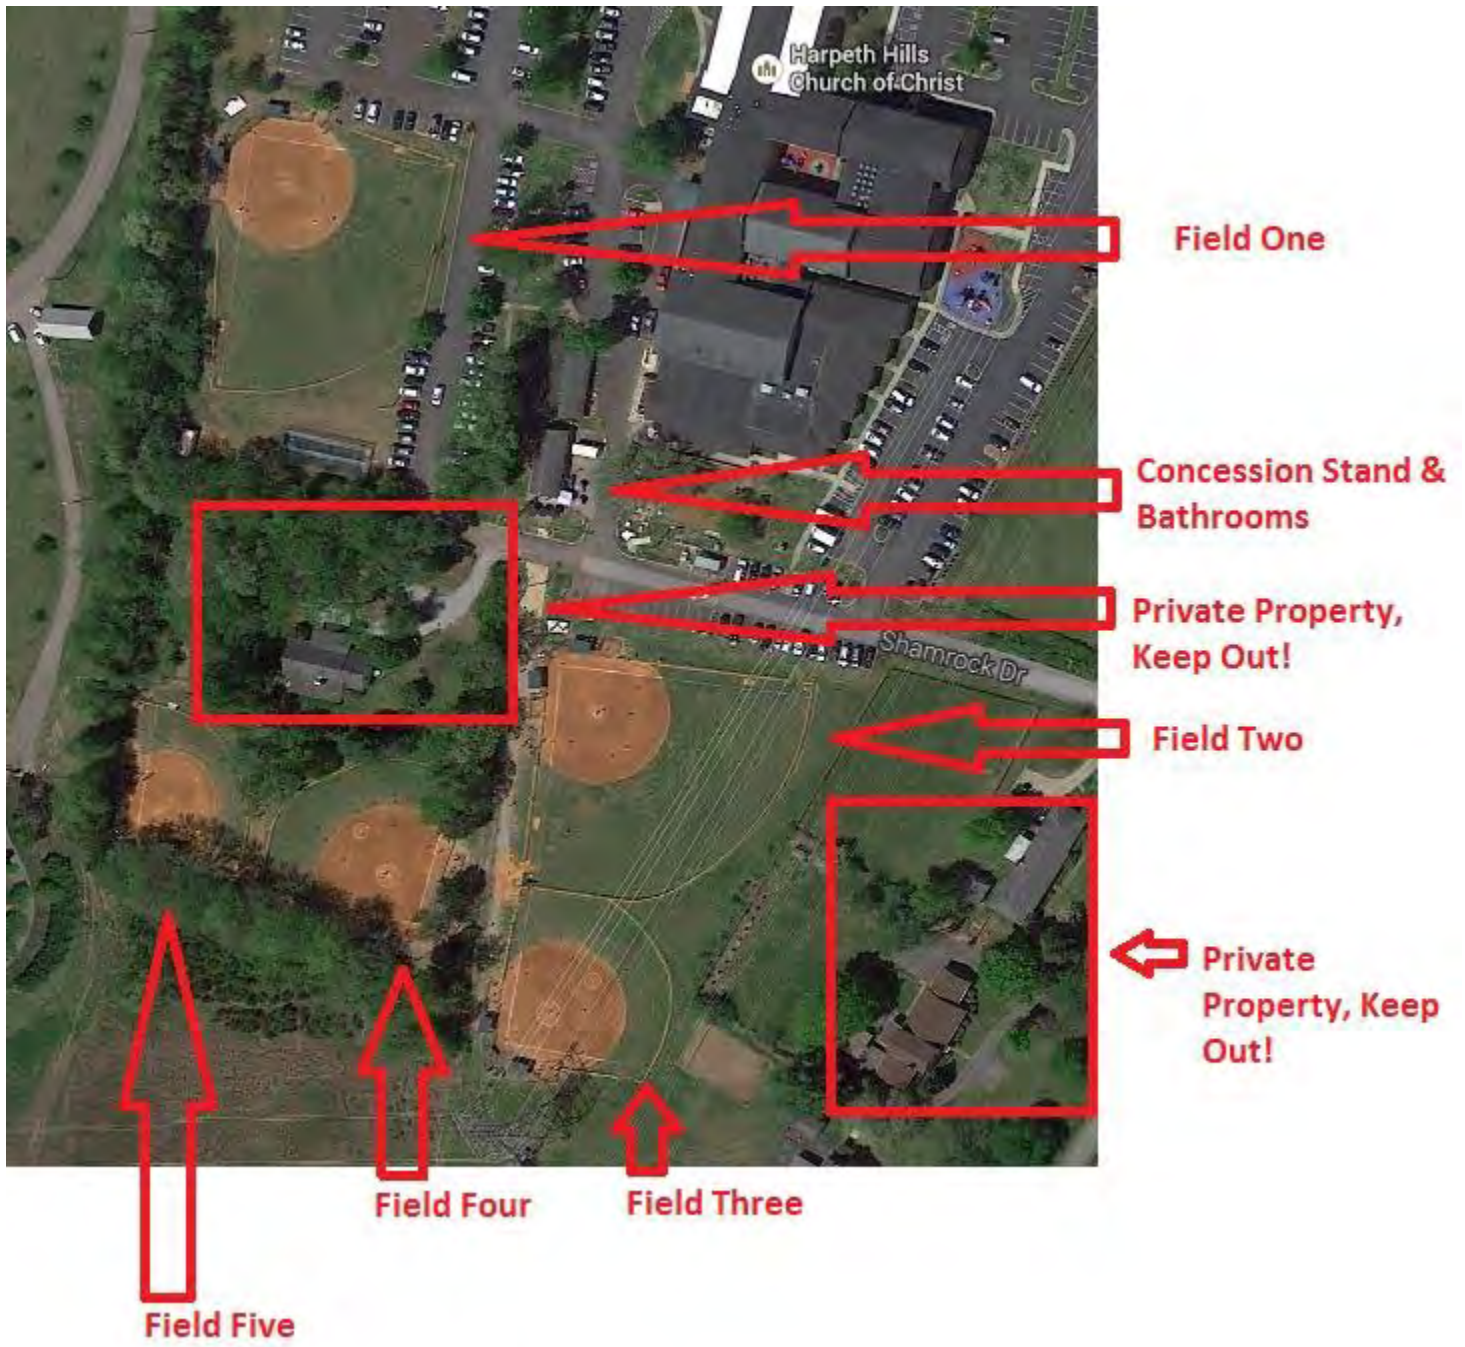 Harpeth Hills
Church of Christ
Field One
Concession Stand &
Bathrooms
Private Property,
Keep Out!
Shamrock Dr
Field Two
Private
Property, Keep
Out!
Field Four
Field Three
Field Five